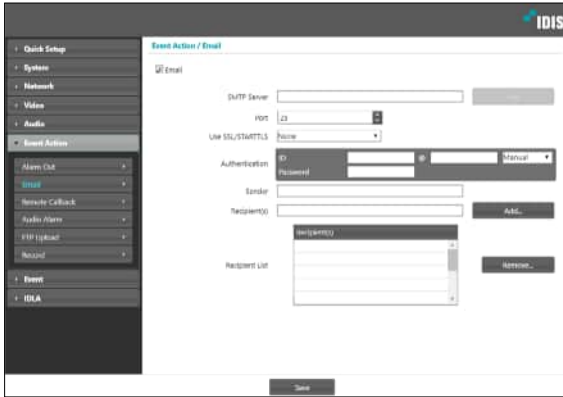 IDIS
Quick Setup
System
Network
Video
Audio
Event Action
Alarm Out
Email
Remote Callback
Audio Alarm
FTP Upload
Record
Event
IDLA
Event Action / Email
Email
SMTP Server
Port 25
Use SSL/STARTTLS None
Authentication ID @ Manual
Password
Sender
Recipient(s) Add...
Recipient(s)
Recipient List Remove...
Save